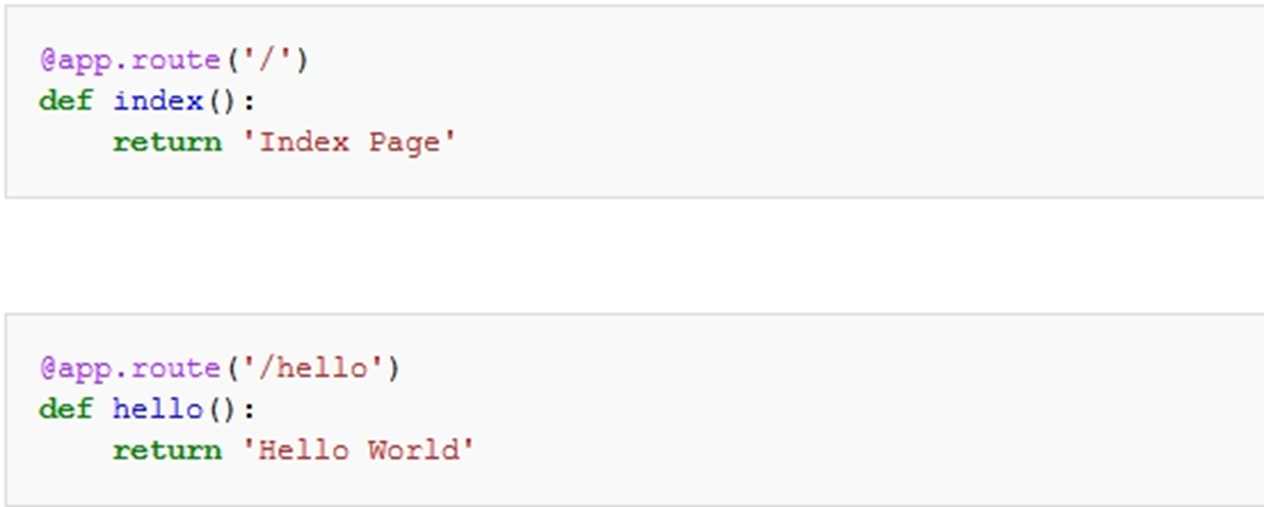 @app.route('/')
def index():
    return 'Index Page'
@app.route('/hello')
def hello():
    return 'Hello World'